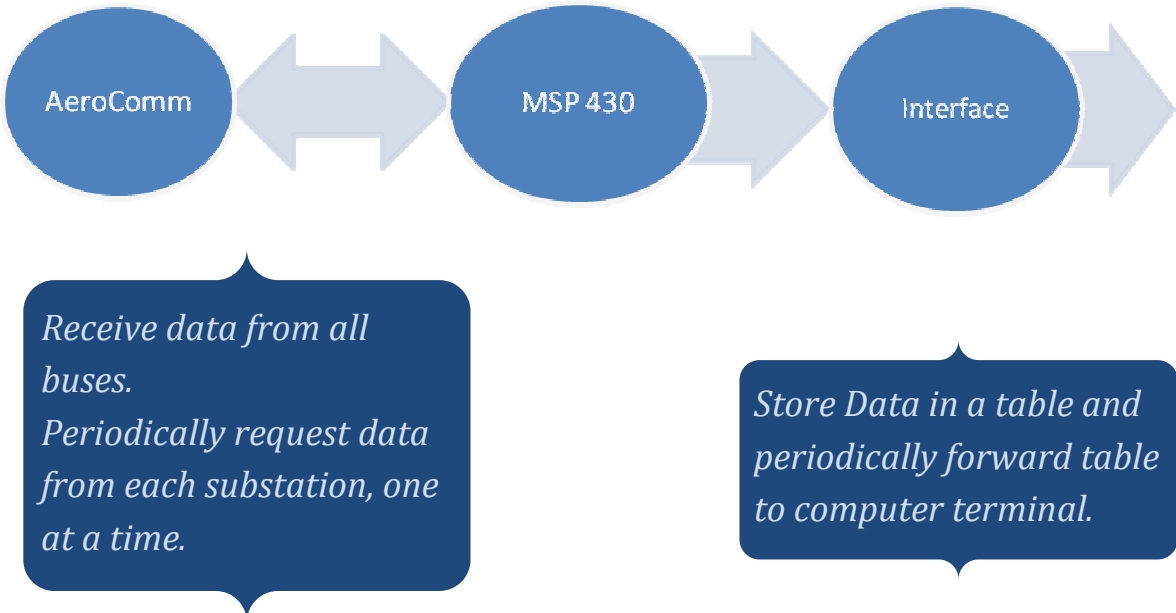 AeroComm
MSP 430
Interface
Receive data from all
buses.
Periodically request data
from each substation, one
at a time.
Store Data in a table and
periodically forward table
to computer terminal.